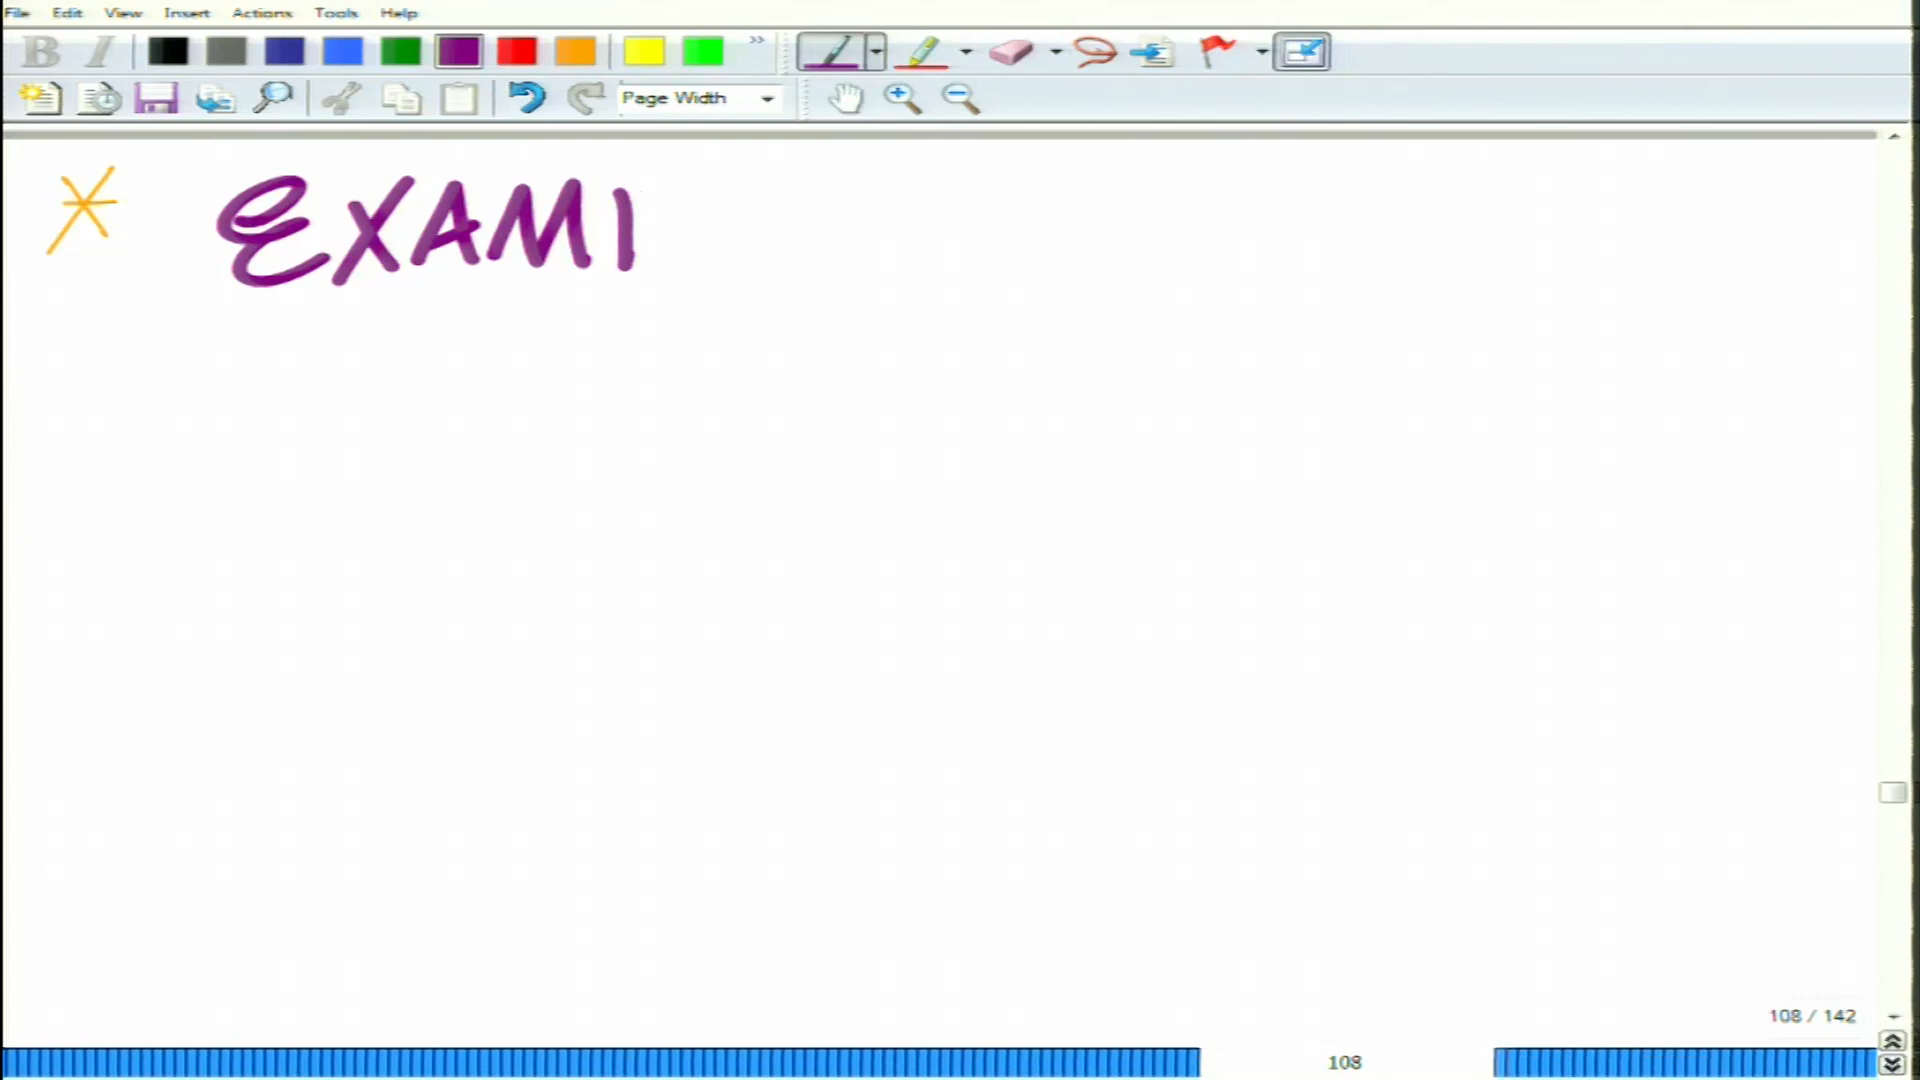 File Edit View Insert Actions Tools Help
B I
Page Width
* EXAMI
108 / 142
108